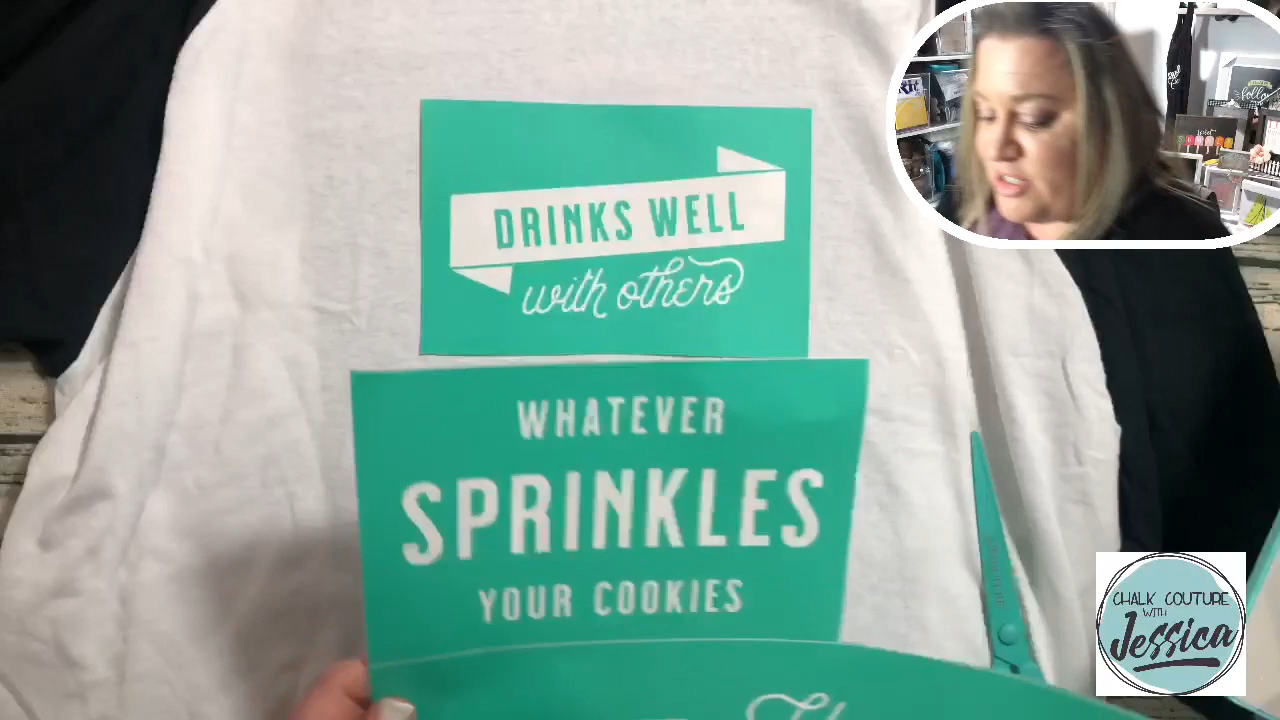 DRINKS WELL
with others
WHATEVER
SPRINKLES
YOUR COOKIES
CHALK COUTURE
WITH
Jessica